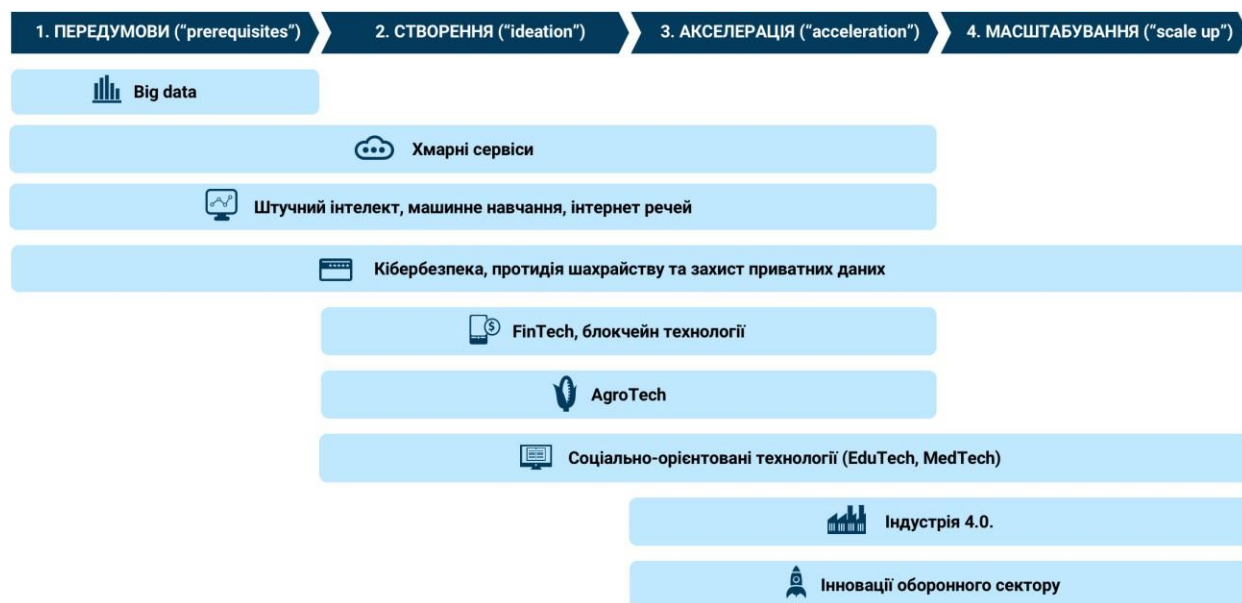 1. ПЕРЕДУМОВИ (“prerequisites”)
2. СТВОРЕННЯ (“ideation”)
3. АКСЕЛЕРАЦІЯ (“acceleration”)
4. МАСШТАБУВАННЯ (“scale up”)
Big data
Хмарні сервіси
Штучний інтелект, машинне навчання, інтернет речей
Кібербезпека, протидія шахрайству та захист приватних даних
FinTech, блокчейн технології
AgroTech
Соціально-орієнтовані технології (EduTech, MedTech)
Індустрія 4.0.
Інновації оборонного сектору